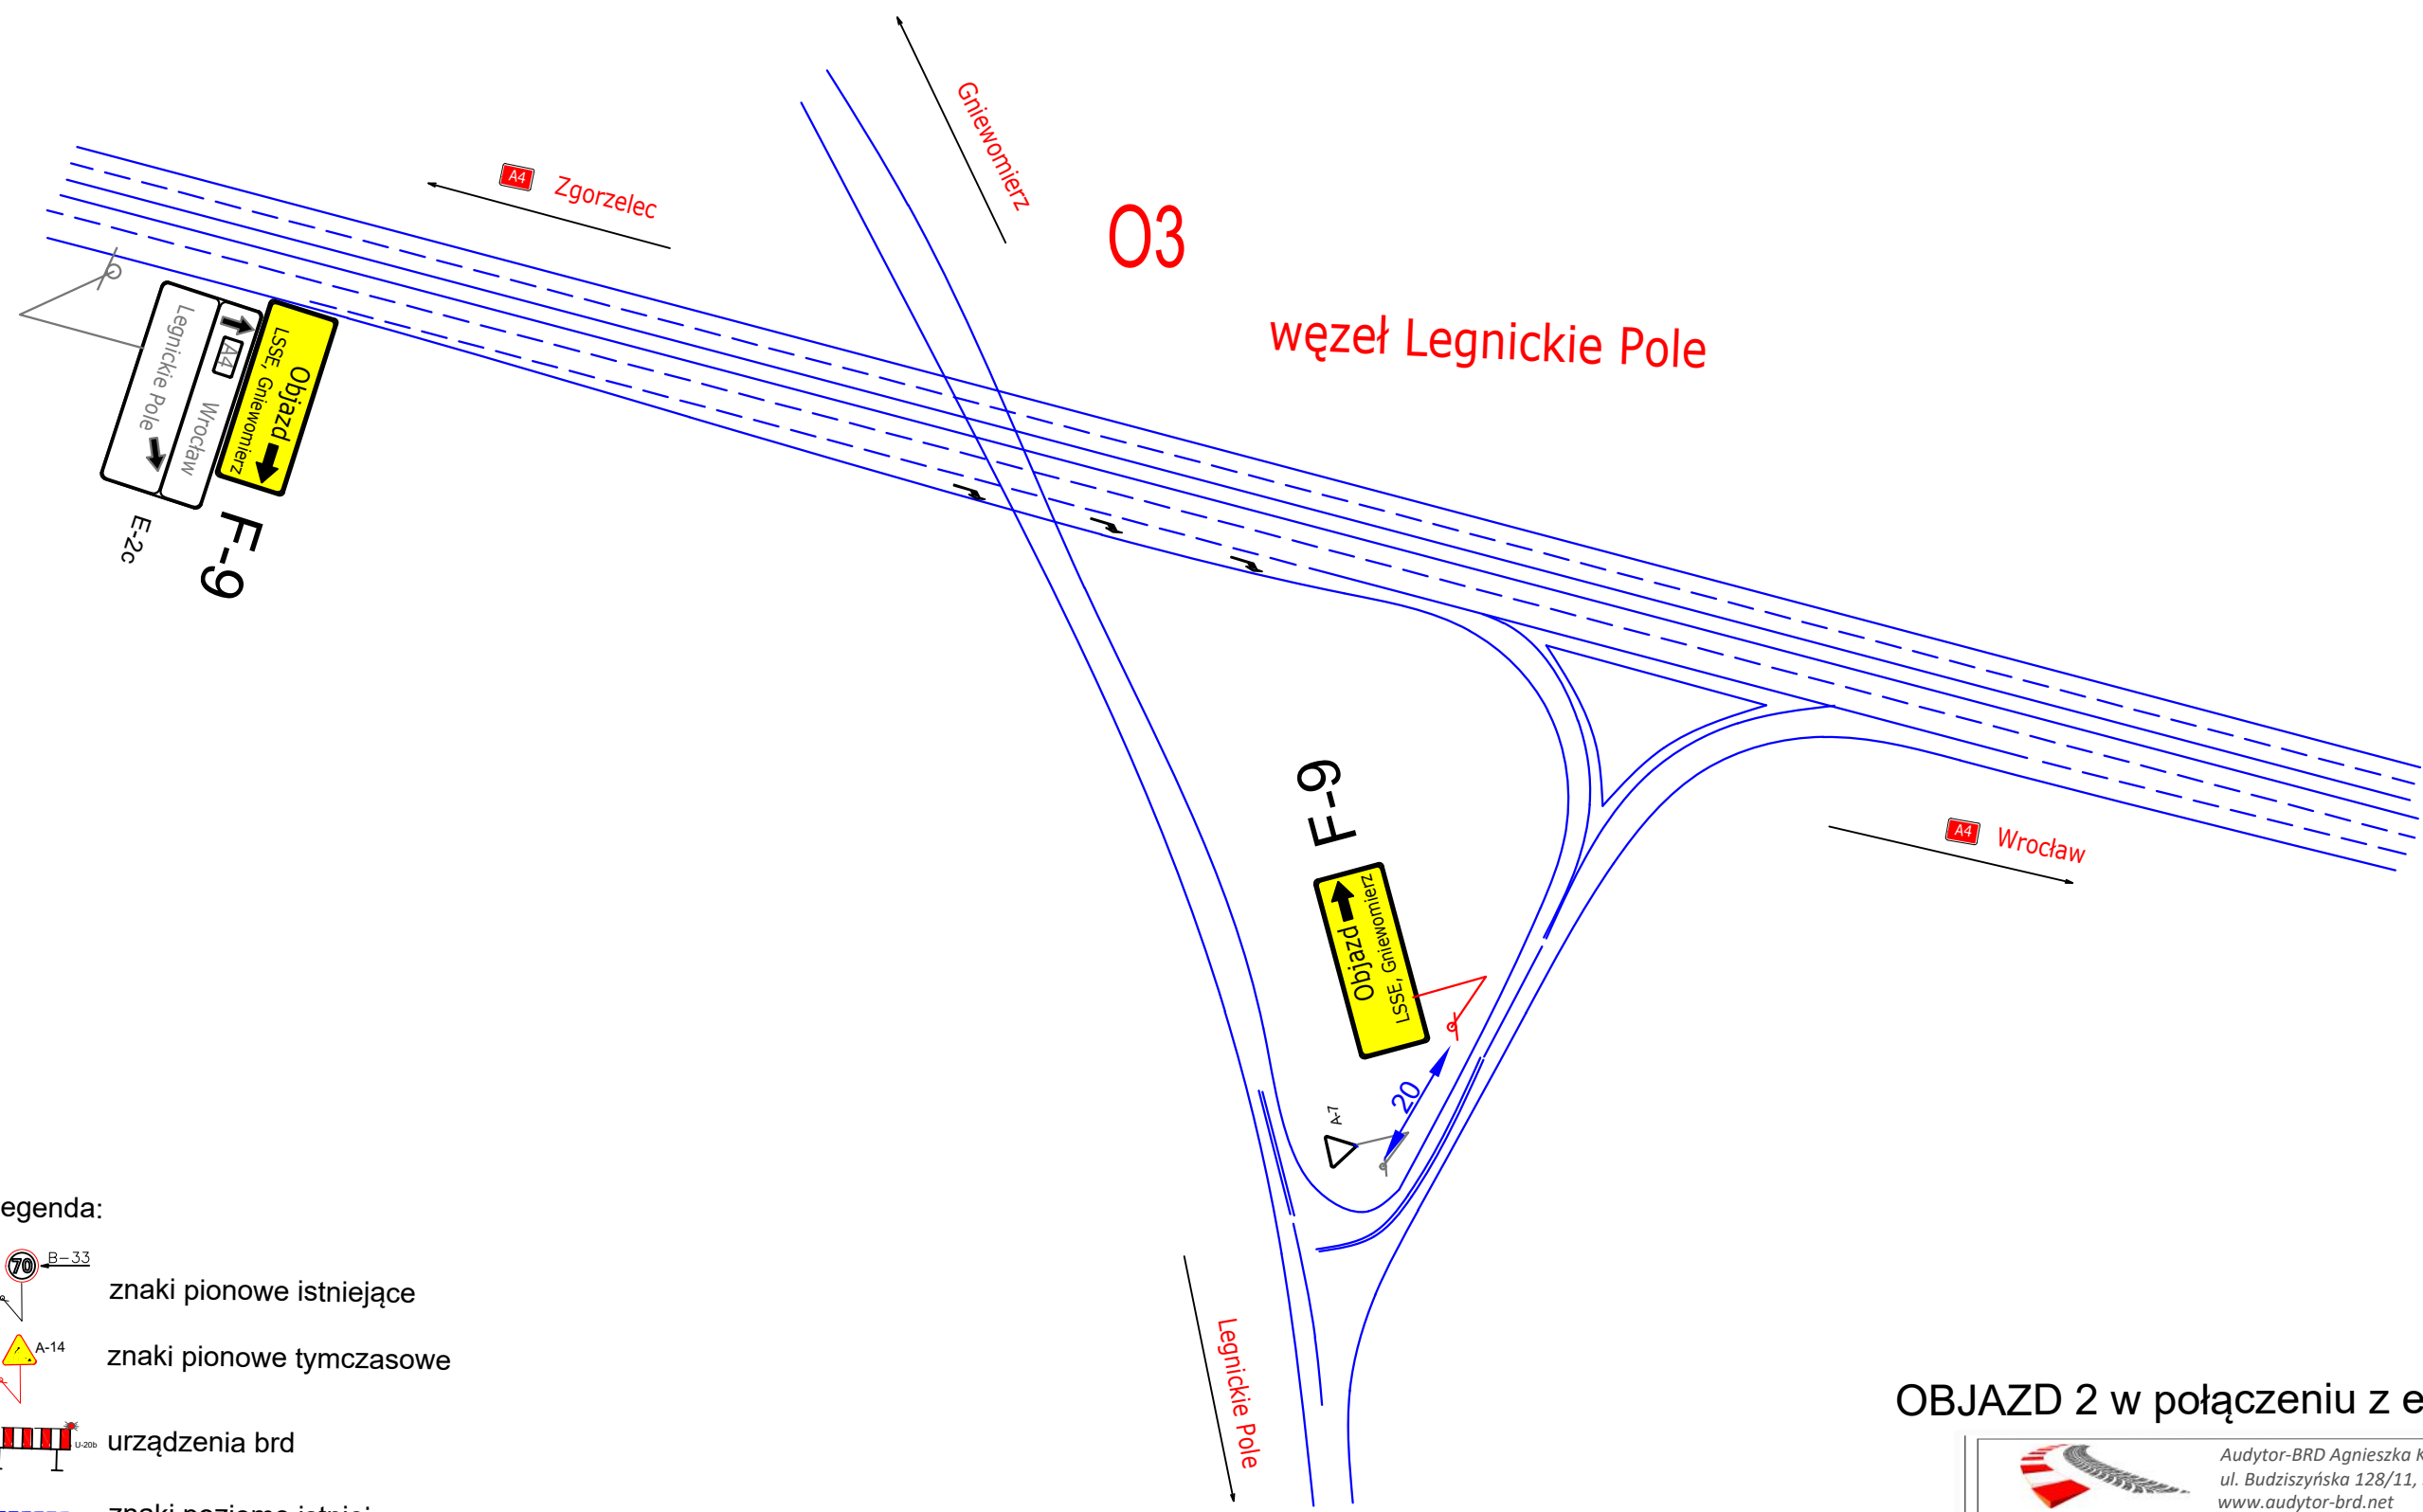 Gniewomierz
A4 Zgorzelec
O3
węzeł Legnickie Pole
Legnickie Pole
A4 Wrocław
Objazd
LSSE, Gniewomierz
E-2c
F-9
F-9
Objazd
LSSE, Gniewomierz
A4 Wrocław
20
A-7
Legnickie Pole
egenda:
70 B-33
znaki pionowe istniejące
A-14
znaki pionowe tymczasowe
U-20b
urządzenia brd
OBJAZD 2 w połączeniu z e
Audytor-BRD Agnieszka K
ul. Budziszyńska 128/11,
www.audytor-brd.net